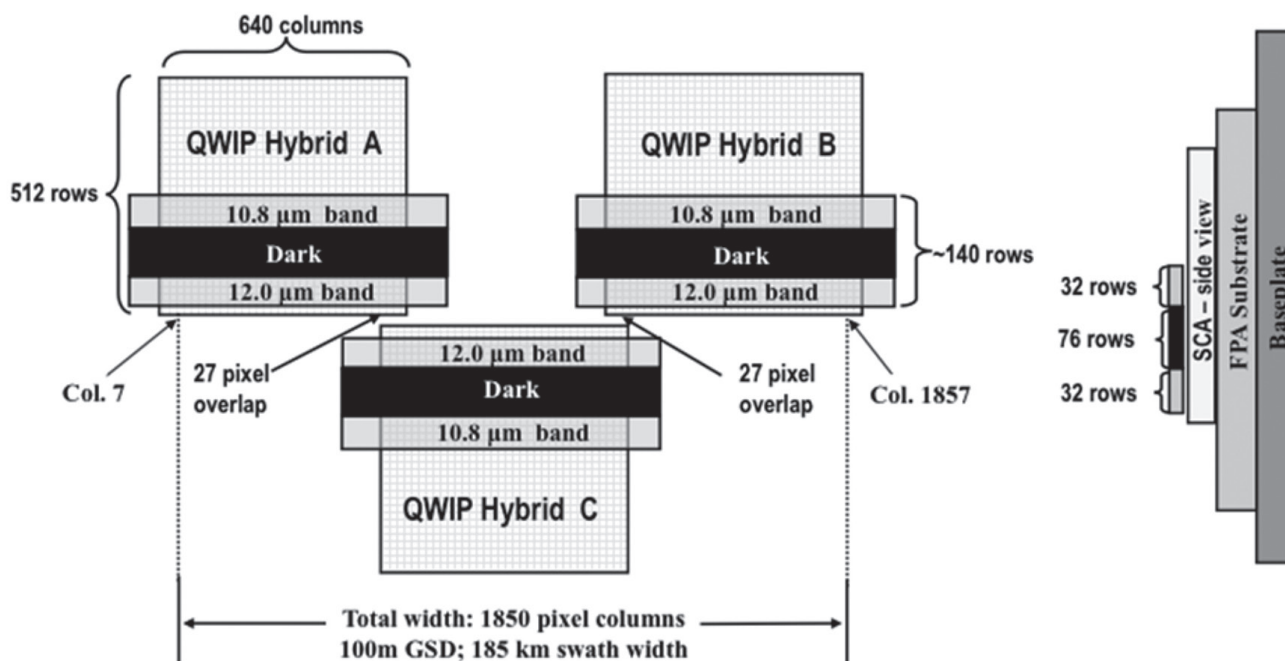 640 columns
QWIP Hybrid A
QWIP Hybrid B
512 rows
10.8 µm band
Dark
12.0 µm band
10.8 µm band
Dark
12.0 µm band
~140 rows
Col. 7
27 pixel
overlap
12.0 µm band
Dark
10.8 µm band
27 pixel
overlap
Col. 1857
QWIP Hybrid C
Total width: 1850 pixel columns
100m GSD; 185 km swath width
32 rows
76 rows
32 rows
SCA – side view
FPA Substrate
Baseplate